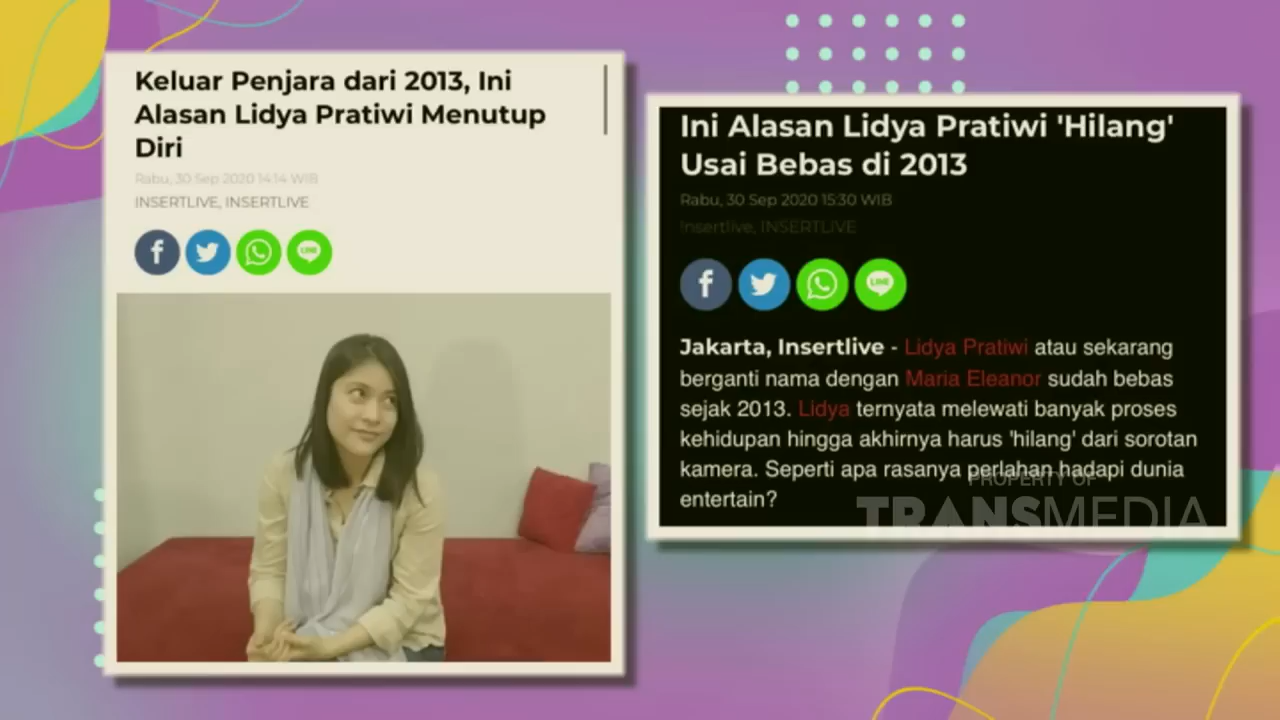 Keluar Penjara dari 2013, Ini
Alasan Lidya Pratiwi Menutup
Diri
Rabu, 30 Sep 2020 14:14 WIB
INSERTLIVE, INSERTLIVE
LINE
Ini Alasan Lidya Pratiwi 'Hilang'
Usai Bebas di 2013
Rabu, 30 Sep 2020 15:30 WIB
Insertlive, INSERTLIVE
LINE
Jakarta, Insertlive - Lidya Pratiwi atau sekarang
berganti nama dengan Maria Eleanor sudah bebas
sejak 2013. Lidya ternyata melewati banyak proses
kehidupan hingga akhirnya harus 'hilang' dari sorotan
kamera. Seperti apa rasanya perlahan hadapi dunia
entertain?
PROPERTY OF
TRANSMEDIA